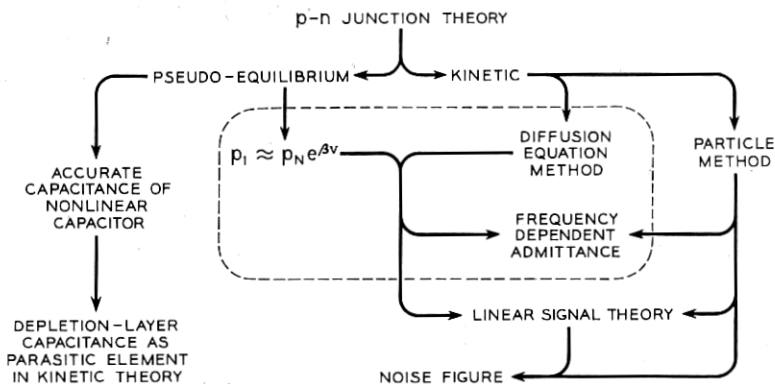 p-n JUNCTION THEORY
PSEUDO-EQUILIBRIUM
KINETIC
p₁ ≈ p_N e^βv
DIFFUSION
EQUATION
METHOD
PARTICLE
METHOD
ACCURATE
CAPACITANCE OF
NONLINEAR
CAPACITOR
FREQUENCY
DEPENDENT
ADMITTANCE
DEPLETION-LAYER
CAPACITANCE AS
PARASITIC ELEMENT
IN KINETIC THEORY
LINEAR SIGNAL THEORY
NOISE FIGURE